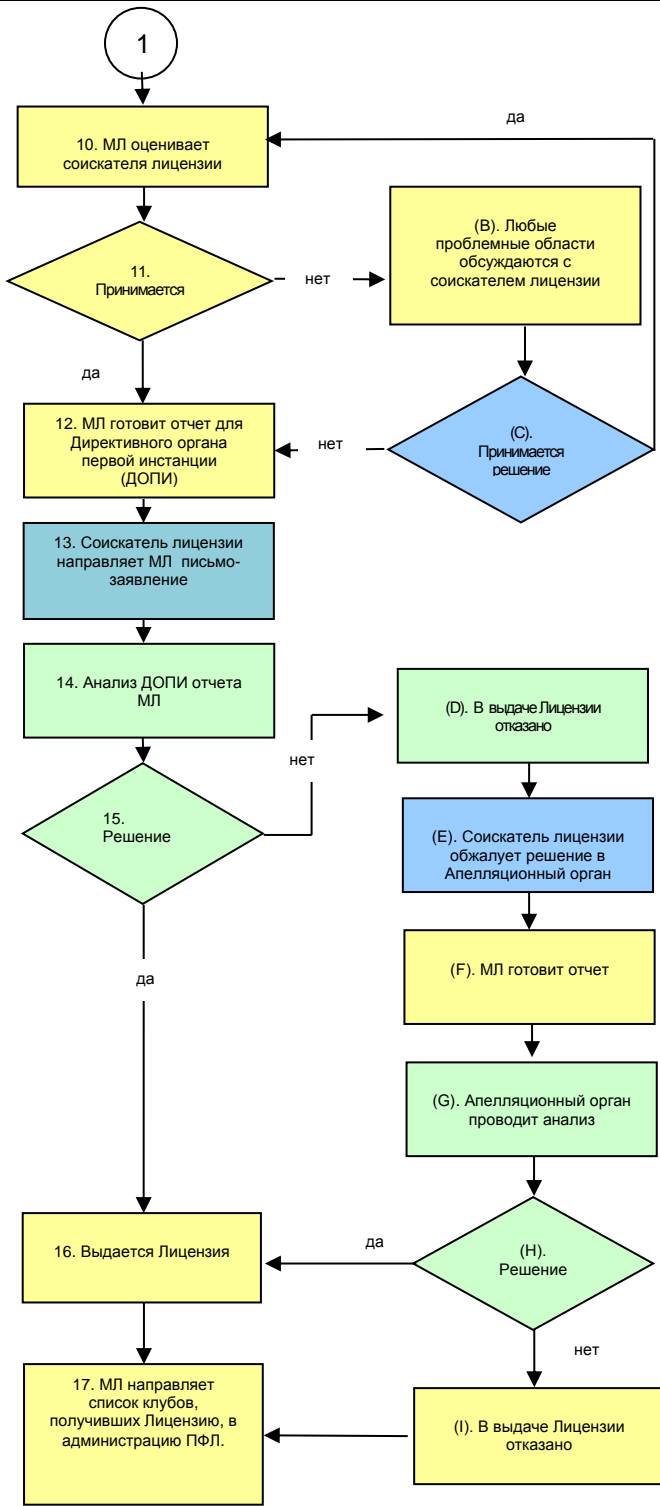 1
да
10. МЛ оценивает
соискателя лицензии
(B). Любые
проблемные области
обсуждаются с
соискателем лицензии
11.
Принимается
нет
да
12. МЛ готовит отчет для
Директивного органа
первой инстанции
(ДОПИ)
нет
(C).
Принимается
решение
13. Соискатель лицензии
направляет МЛ письмо-
заявление
14. Анализ ДОПИ отчета
МЛ
(D). В выдаче Лицензии
отказано
нет
15.
Решение
(E). Соискатель лицензии
обжалует решение в
Апелляционный орган
(F). МЛ готовит отчет
да
(G). Апелляционный орган
проводит анализ
16. Выдается Лицензия
да
(H).
Решение
нет
17. МЛ направляет
список клубов,
получивших Лицензию, в
администрацию ПФЛ.
(I). В выдаче Лицензии
отказано